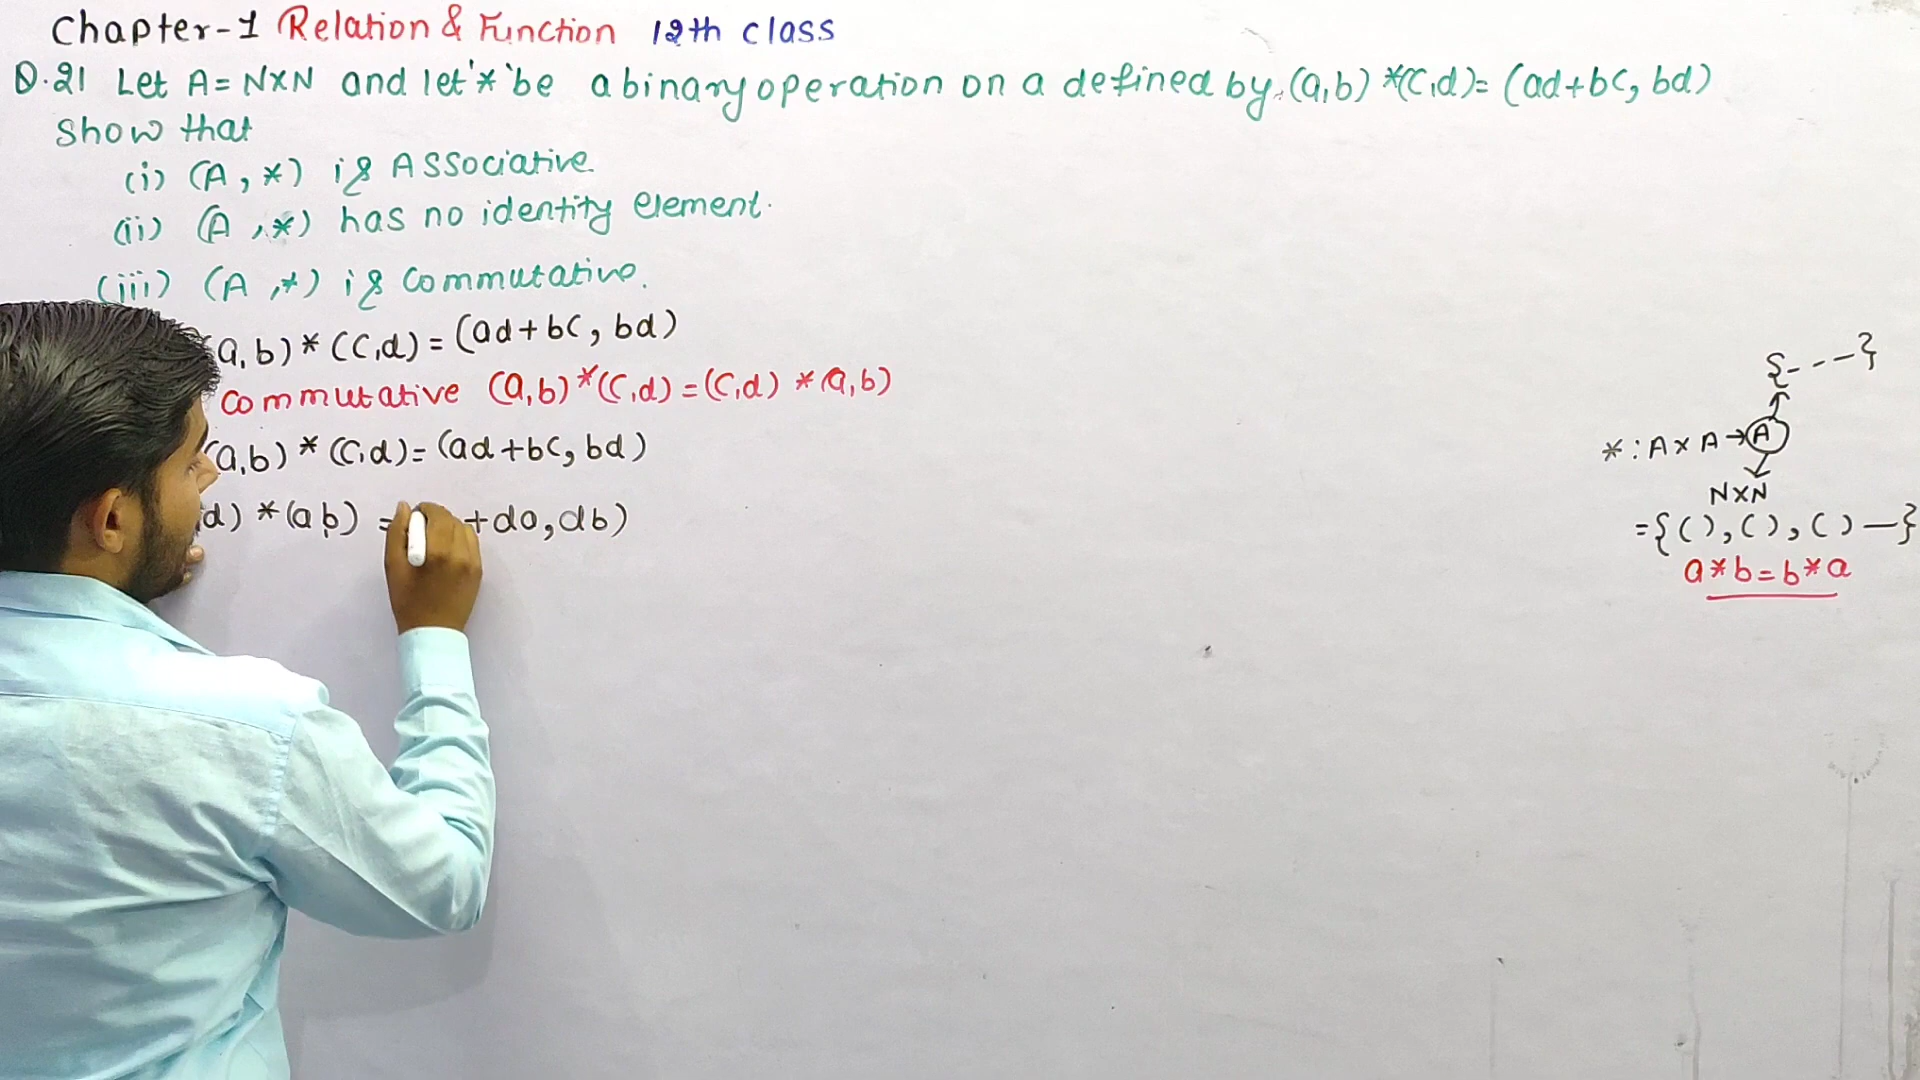 Chapter-1 Relation & Function 12th class
Q.21 Let A = N×N and let '*' be a binary operation on a defined by (a,b) *(c,d)= (ad+bc, bd)
Show that
(i) (A, *) is Associative.
(ii) (A, *) has no identity element.
(iii) (A, *) is Commutative.
(a,b)*(c,d)=(ad+bc, bd)
Commutative (a,b)*(c,d)=(c,d) *(a,b)
(a,b)*(c,d)=(ad+bc, bd)
d) *(a b) = +da, db)
{- - -}
*: A×A→A
N×N
={( ), ( ), ( ) —}
a*b=b*a